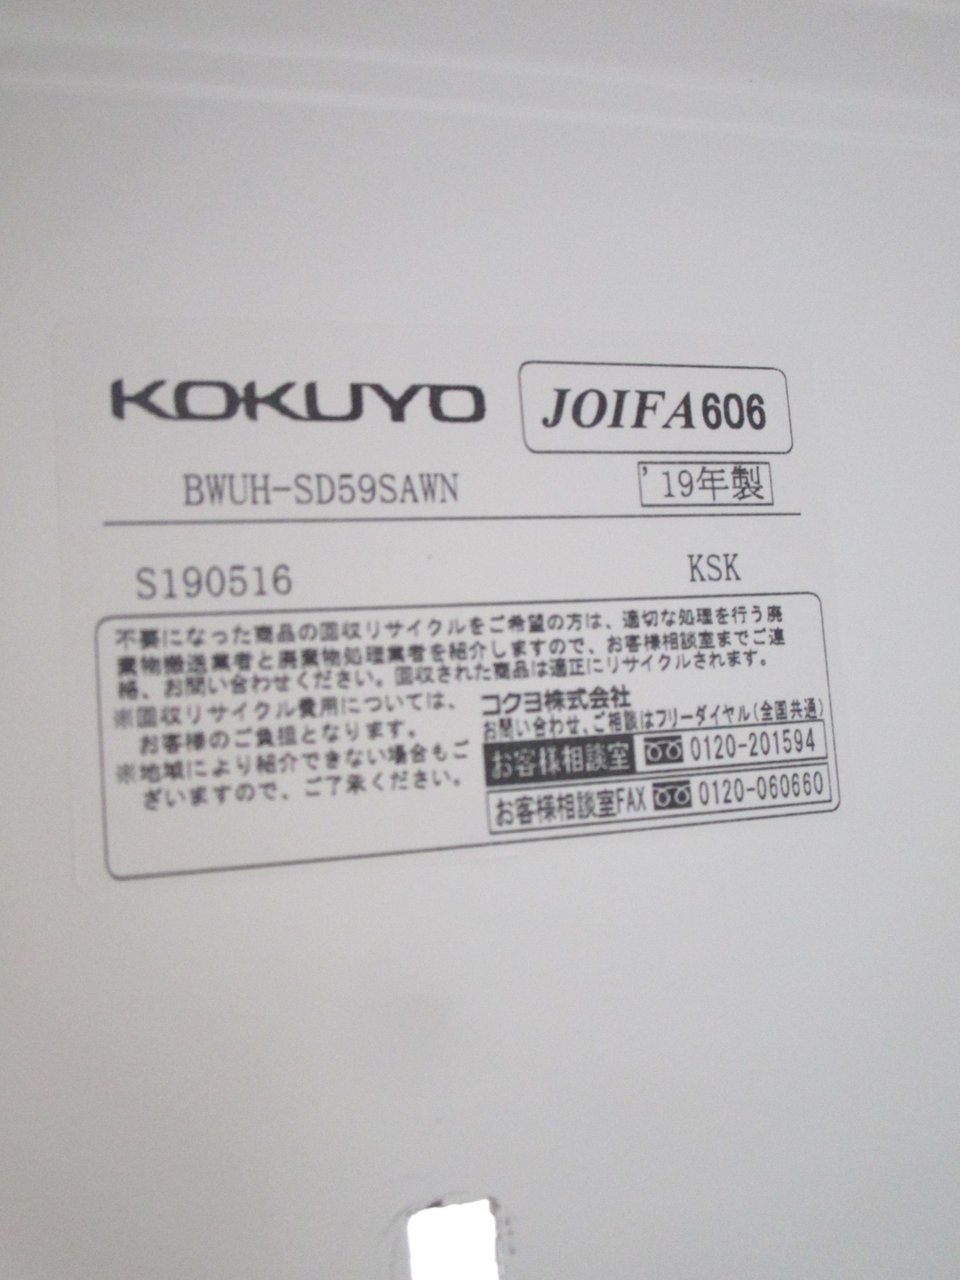 KOKUYO
JOIFA606
BWUH-SD59SAWN
'19年製
S190516
KSK
不要になった商品の回収リサイクルをご希望の方は、適切な処理を行う廃
棄物搬送業者と廃棄物処理業者を紹介しますので、お客様相談室までご連
絡、お問い合わせください。回収された商品は適正にリサイクルされます。
※回収リサイクル費用については、
お客様のご負担となります。
※地域により紹介できない場合もご
ざいますので、ご了承ください。
コクヨ株式会社
お問い合わせ、ご相談はフリーダイヤル(全国共通)
お客様相談室 0120-201594
お客様相談室FAX 0120-060660